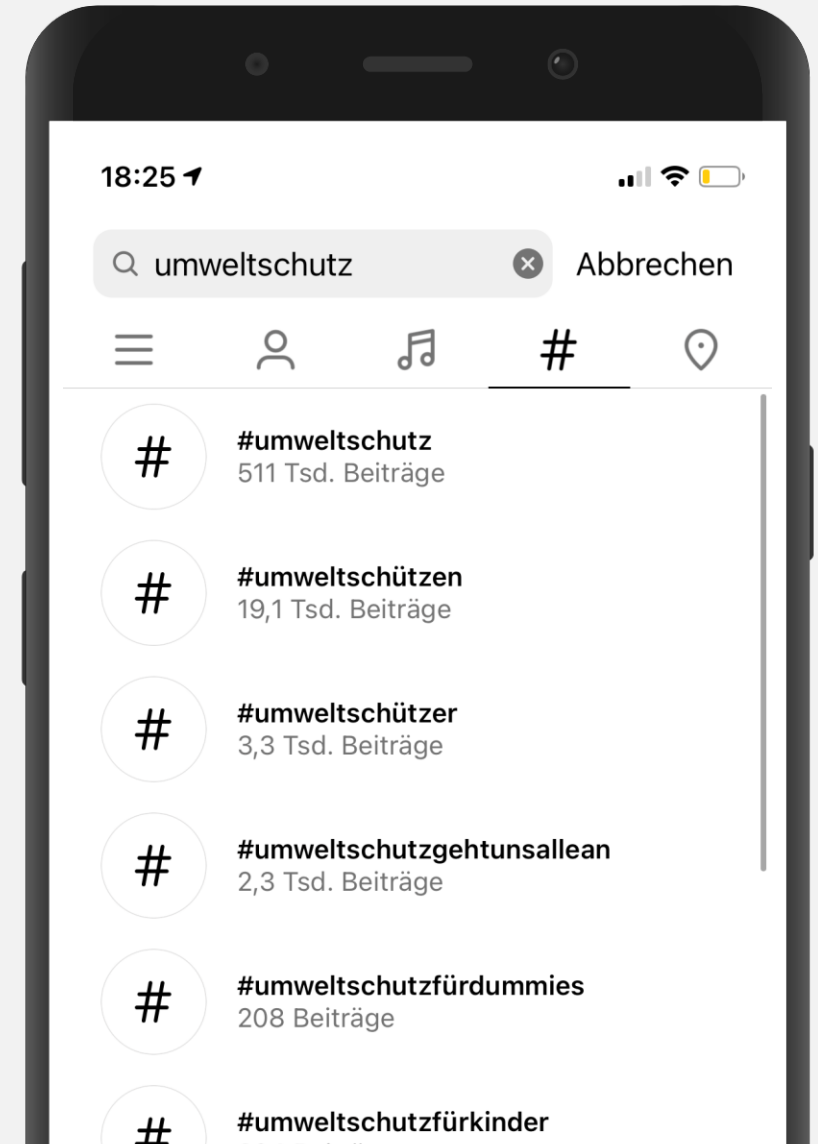 18:25
umweltschutz
Abbrechen
#umweltschutz
511 Tsd. Beiträge
#umweltschützen
19,1 Tsd. Beiträge
#umweltschützer
3,3 Tsd. Beiträge
#umweltschutzgehtunsallean
2,3 Tsd. Beiträge
#umweltschutzfürdummies
208 Beiträge
#umweltschutzfürkinder